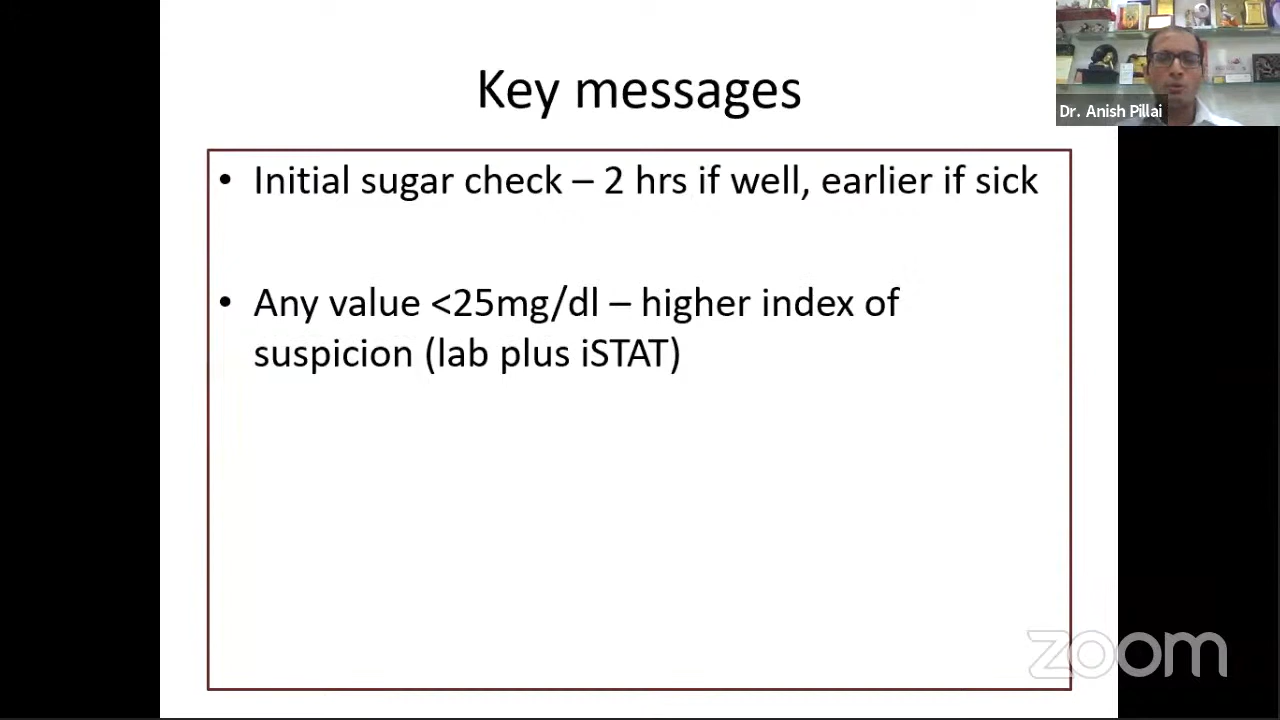 Key messages
Dr. Anish Pillai
• Initial sugar check – 2 hrs if well, earlier if sick
• Any value <25mg/dl – higher index of
suspicion (lab plus iSTAT)
zoom